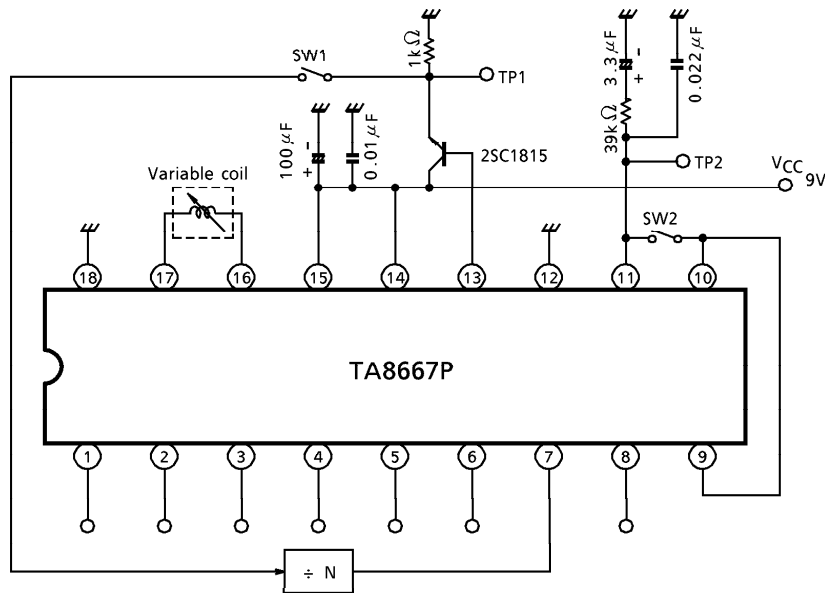 SW1
1kΩ
TP1
3.3μF
- +
0.022μF
100μF
- +
0.01μF
2SC1815
39kΩ
TP2
VCC 9V
Variable coil
SW2
18 17 16 15 14 13 12 11 10
TA8667P
1 2 3 4 5 6 7 8 9
÷ N